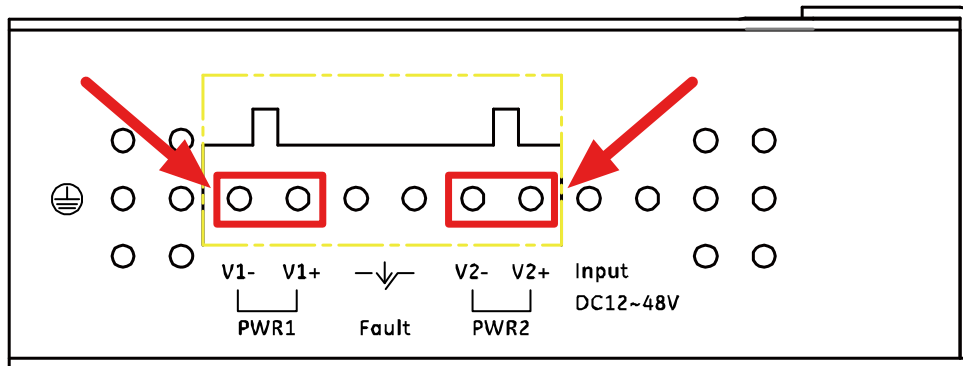 V1- V1+ V2- V2+ Input
DC12~48V
PWR1 Fault PWR2